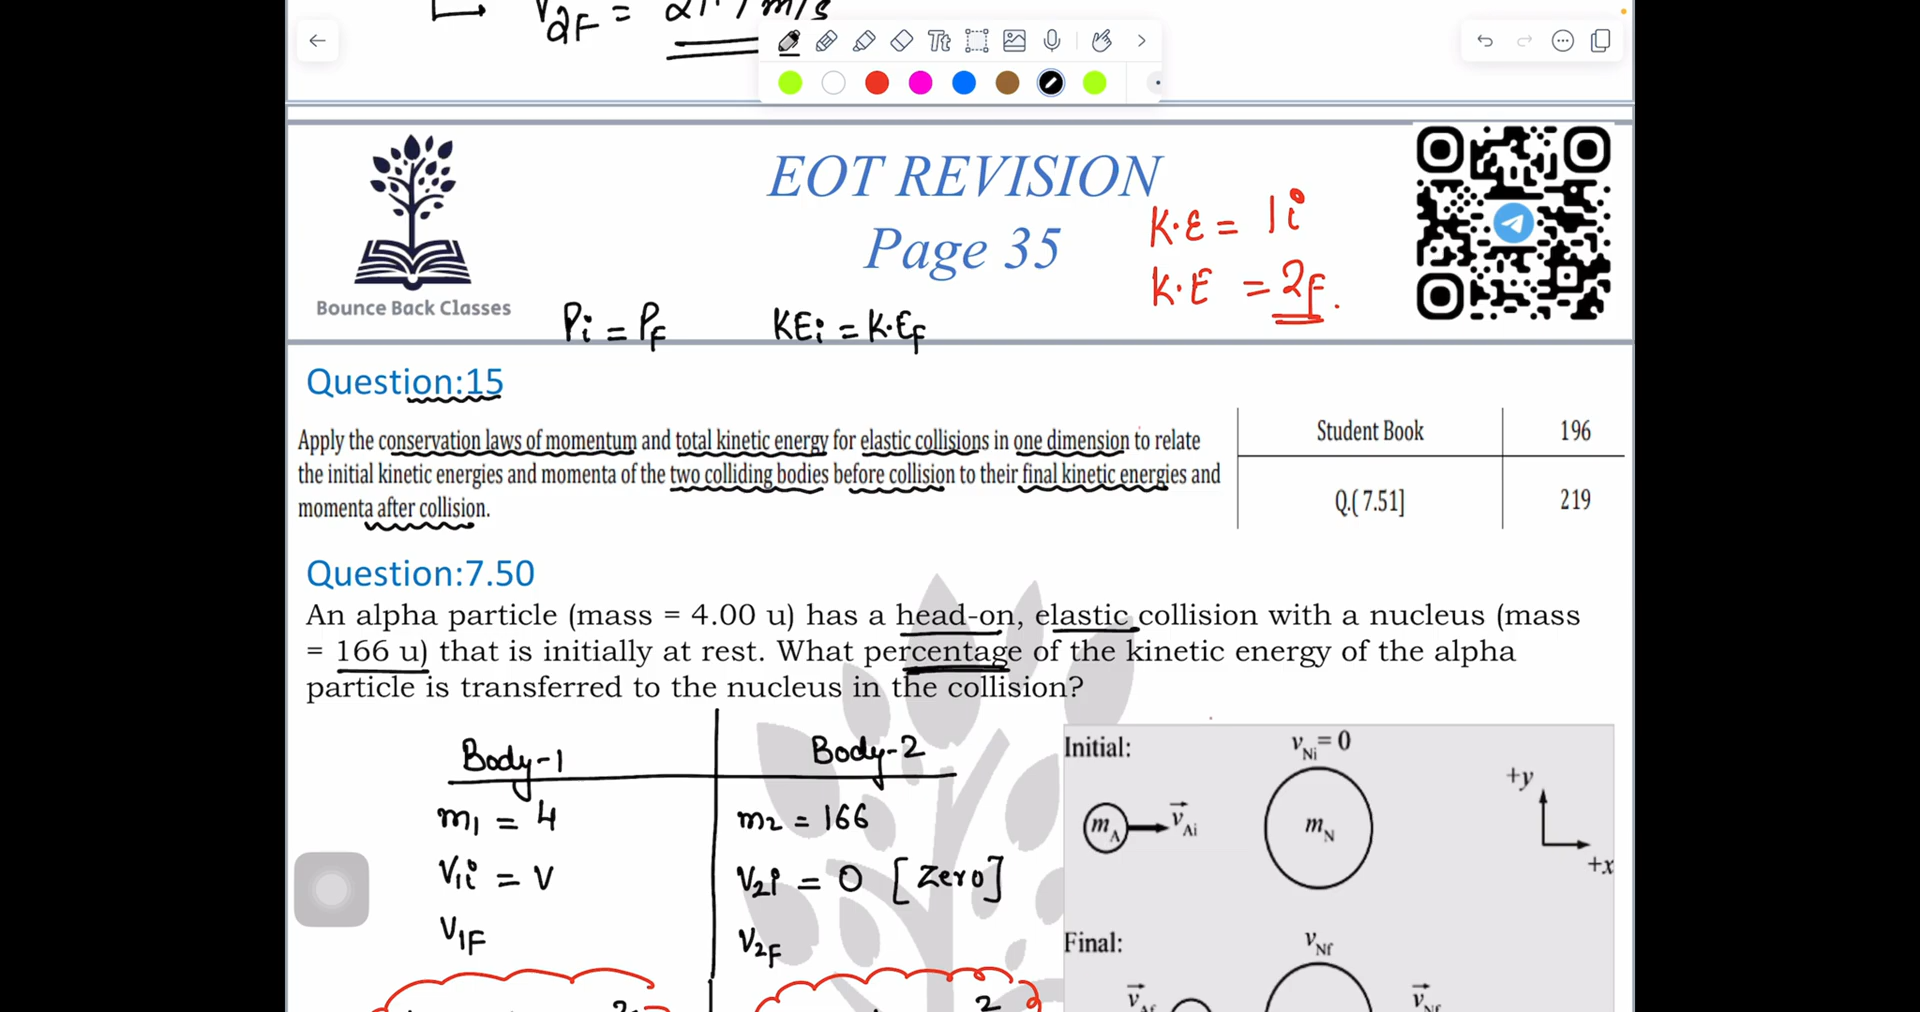 V2F =
m/s
Tt
EOT REVISION
Page 35
K.E = 1i
K.E = 2F.
Bounce Back Classes
Pi = PF
KEi = K.EF
Question:15
Apply the conservation laws of momentum and total kinetic energy for elastic collisions in one dimension to relate
the initial kinetic energies and momenta of the two colliding bodies before collision to their final kinetic energies and
momenta after collision.
Student Book 196
Q.(7.51] 219
Question:7.50
An alpha particle (mass = 4.00 u) has a head-on, elastic collision with a nucleus (mass
= 166 u) that is initially at rest. What percentage of the kinetic energy of the alpha
particle is transferred to the nucleus in the collision?
Body-1
Body-2
m1 = 4
m2 = 166
V1i = V
V2i = 0 [Zero]
V1F
V2F
2
2
Initial:
vNi = 0
mA
vAi
mN
+y
+x
Final:
vNf
vAf
vNf